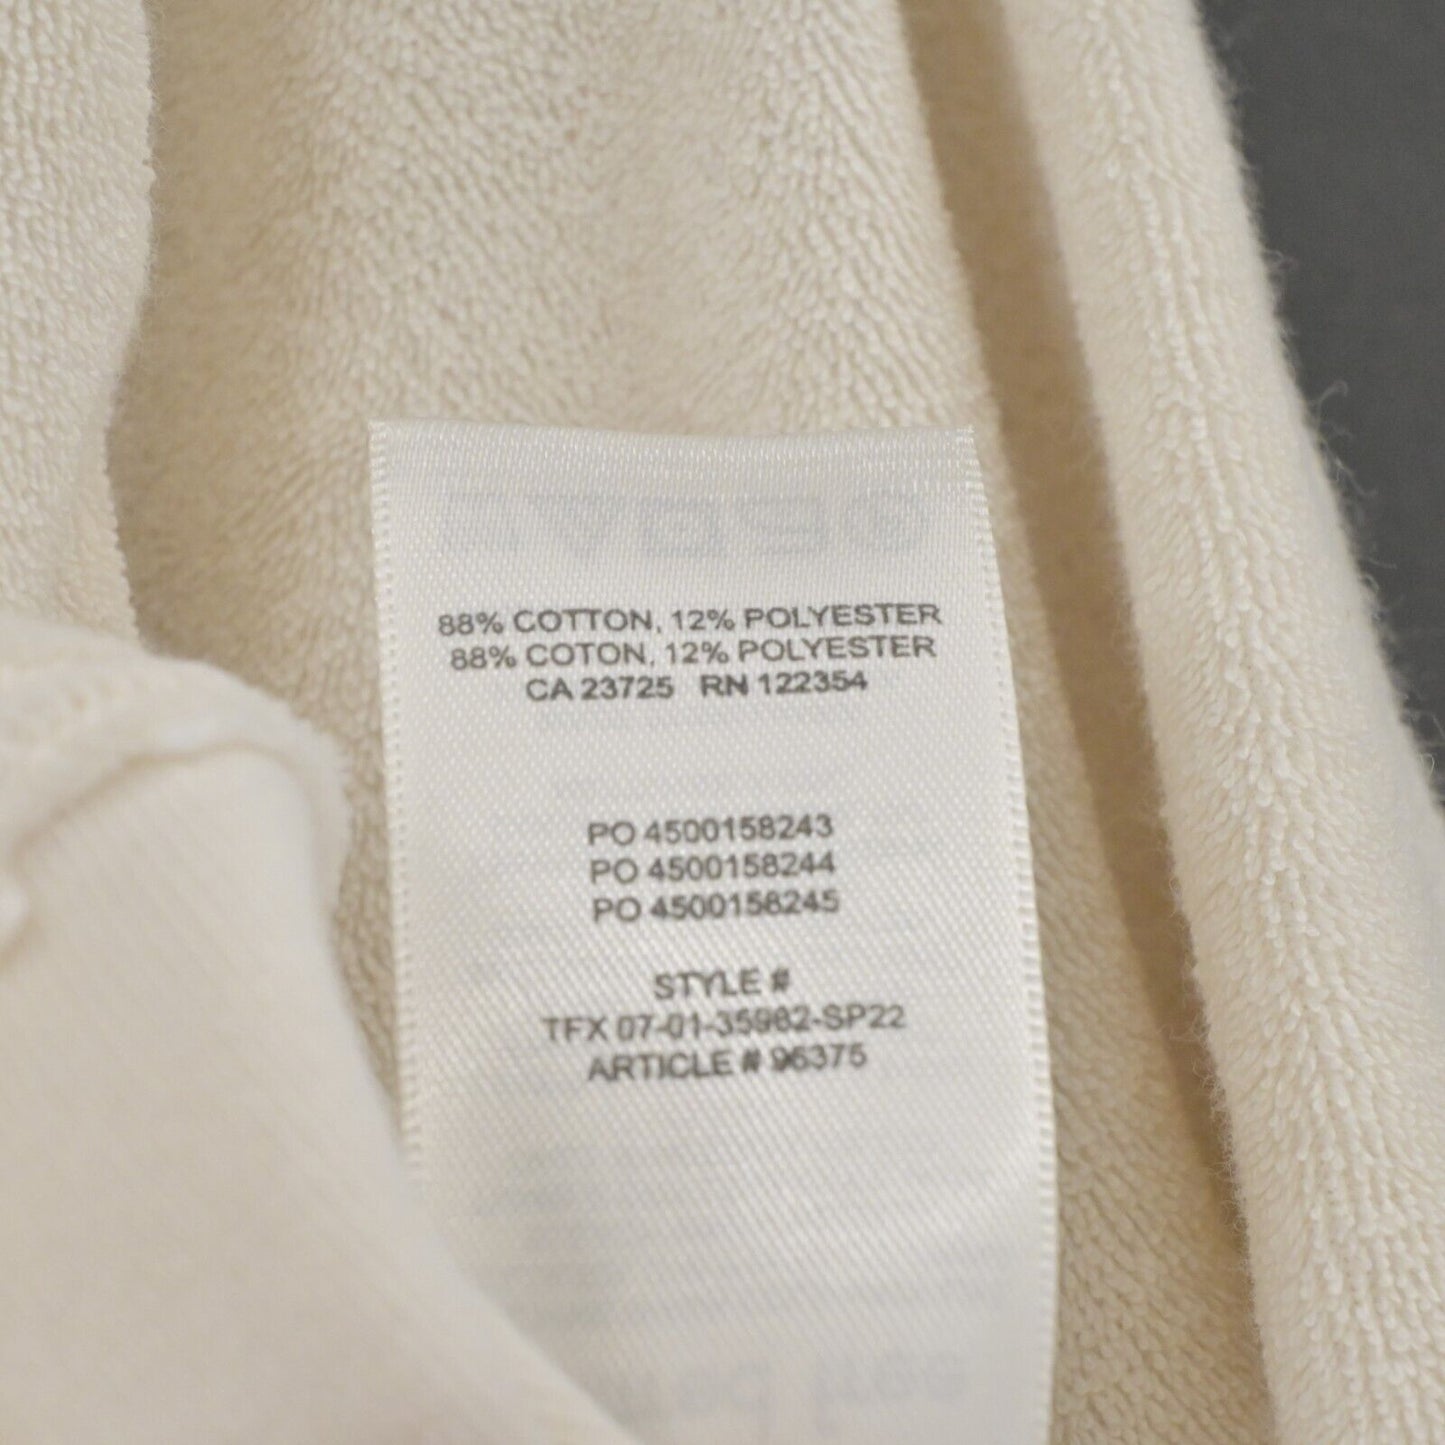 88% COTTON, 12% POLYESTER
88% COTON, 12% POLYESTER
CA 23725 RN 122354
PO 4500158243
PO 4500158244
PO 4500158245
STYLE #
TFX 07-01-35982-SP22
ARTICLE # 96375